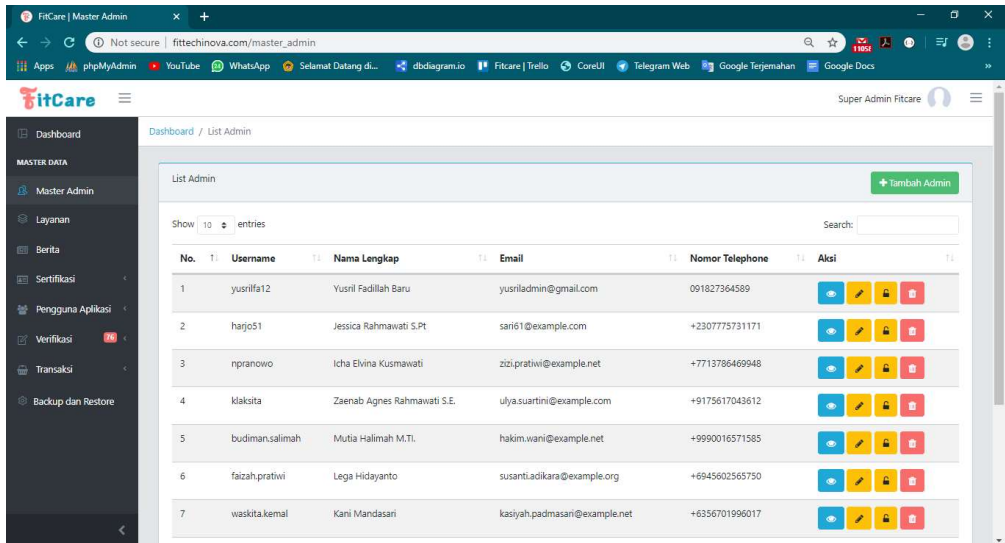 FitCare | Master Admin
Not secure | fittechinova.com/master_admin
11051
Apps phpMyAdmin YouTube WhatsApp Selamat Datang di... dbdiagram.io Fitcare | Trello CoreUI Telegram Web Google Terjemahan Google Docs
FitCare Super Admin Fitcare
Dashboard
MASTER DATA
Master Admin
Layanan
Berita
Sertifikasi
Pengguna Aplikasi
Verifikasi 76
Transaksi
Backup dan Restore
Dashboard / List Admin
List Admin Tambah Admin
Show 10 entries Search:
No. Username Nama Lengkap Email Nomor Telephone Aksi
1 yusrilfa12 Yusril Fadillah Baru yusriladmin@gmail.com 091827364589
2 harjo51 Jessica Rahmawati S.Pt sari61@example.com +2307775731171
3 npranowo Icha Elvina Kusmawati zizi.pratiwi@example.net +7713786469948
4 klaksita Zaenab Agnes Rahmawati S.E. ulya.suartini@example.com +9175617043612
5 budiman.salimah Mutia Halimah M.TI. hakim.wani@example.net +9990016571585
6 faizah.pratiwi Lega Hidayanto susanti.adikara@example.org +6945602565750
7 waskita.kemal Kani Mandasari kasiyah.padmasari@example.net +6356701996017